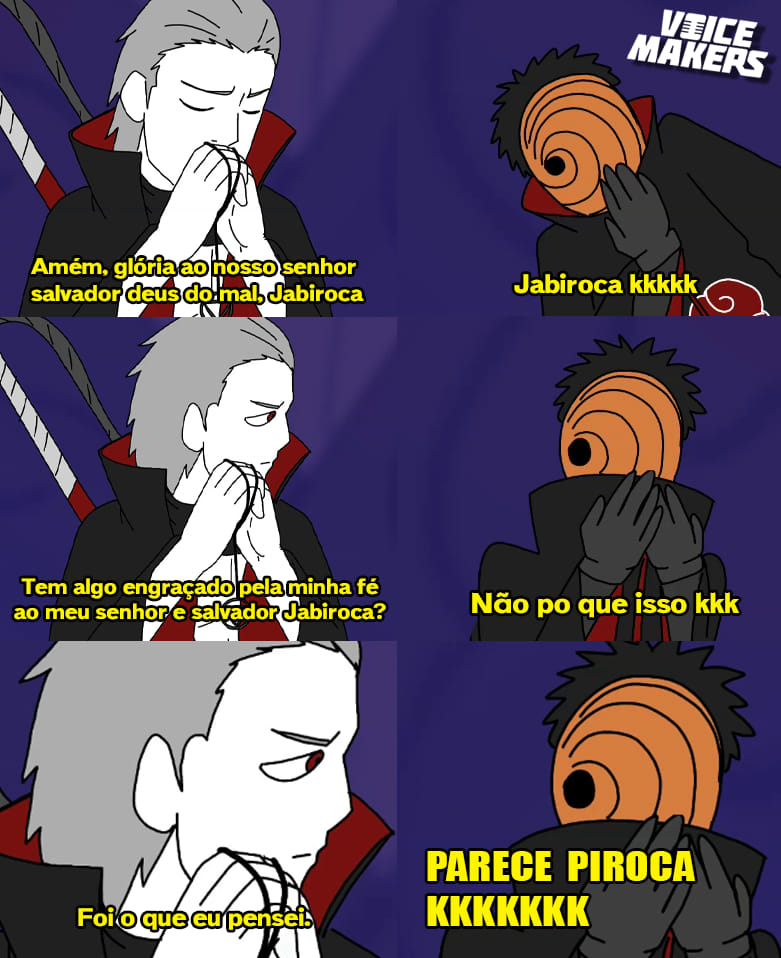 VOICE
MAKERS
Amém, glória ao nosso senhor
salvador deus do mal, Jabiroca
Jabiroca kkkkk
Tem algo engraçado pela minha fé
ao meu senhor e salvador Jabiroca?
Não po que isso kkk
Foi o que eu pensei.
PARECE PIROCA
KKKKKKK